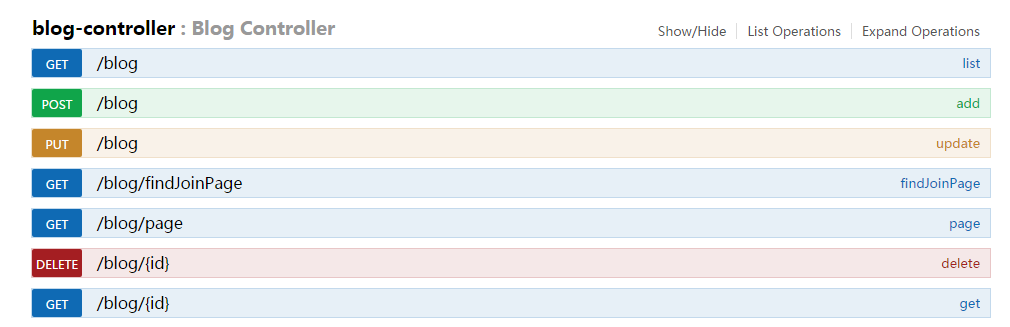 blog-controller : Blog Controller Show/Hide List Operations Expand Operations
GET /blog list
POST /blog add
PUT /blog update
GET /blog/findJoinPage findJoinPage
GET /blog/page page
DELETE /blog/{id} delete
GET /blog/{id} get